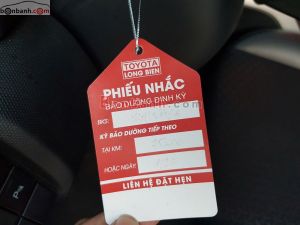 bonbanh.com
TOYOTA
LONG BIEN
PHIẾU NHẮC
BẢO DƯỠNG ĐỊNH KỲ
BKS:
KỲ BẢO DƯỠNG TIẾP THEO
TẠI KM:
HOẶC NGÀY:
LIÊN HỆ ĐẶT HẸN